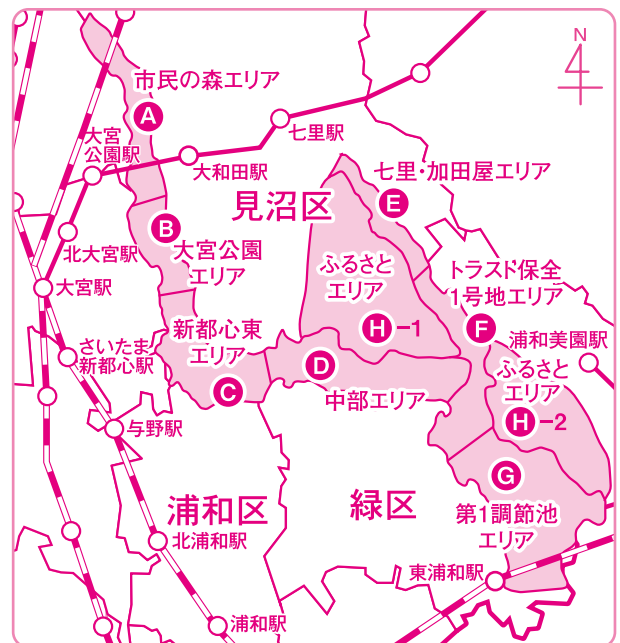 N
市民の森エリア
A
大宮
公園駅
七里駅
大和田駅
七里・加田屋エリア
見沼区
E
B
北大宮駅
大宮公園
エリア
ふるさと
エリア
H-1
トラスト保全
1号地エリア
大宮駅
F
さいたま
新都心駅
新都心東
エリア
浦和美園駅
D
C
中部エリア
ふるさと
エリア
H-2
与野駅
G
浦和区
緑区
第1調節池
エリア
北浦和駅
東浦和駅
浦和駅